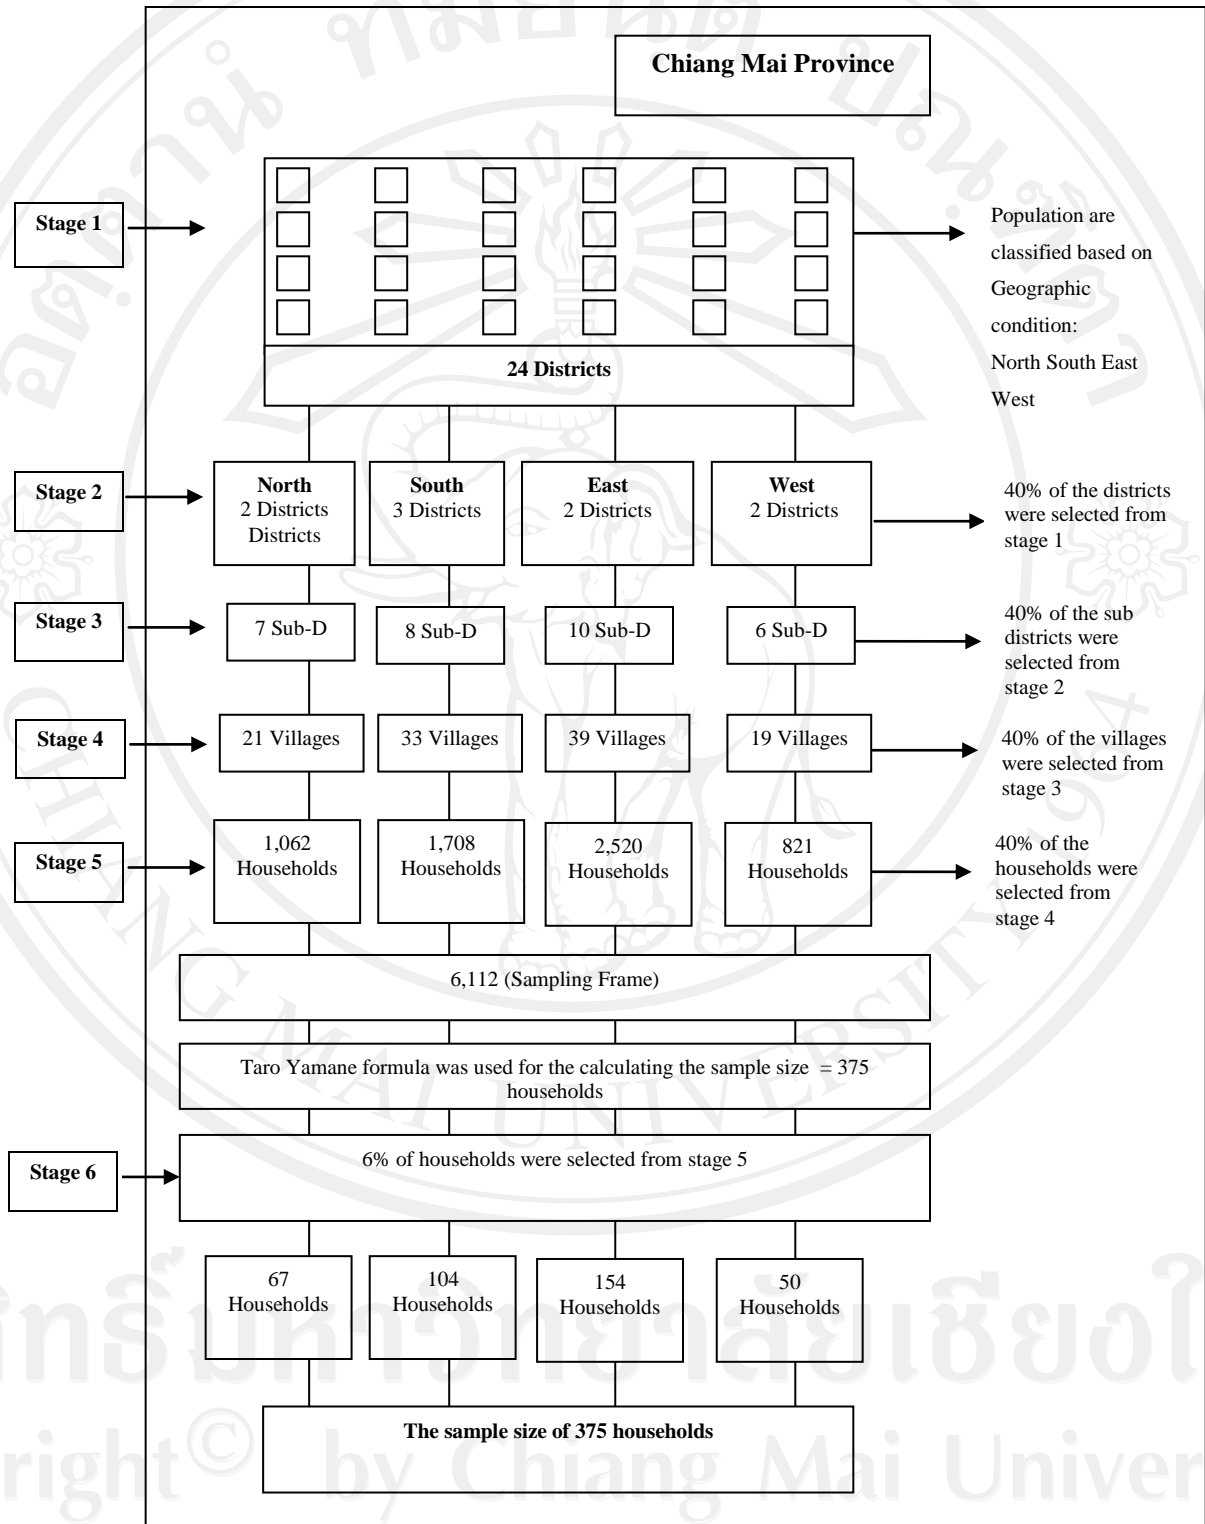 Chiang Mai Province
Stage 1
Population are
classified based on
Geographic
condition:
North South East
West
24 Districts
Stage 2
North
2 Districts
Districts
South
3 Districts
East
2 Districts
West
2 Districts
40% of the districts
were selected from
stage 1
Stage 3
7 Sub-D
8 Sub-D
10 Sub-D
6 Sub-D
40% of the sub
districts were
selected from
stage 2
Stage 4
21 Villages
33 Villages
39 Villages
19 Villages
40% of the villages
were selected from
stage 3
Stage 5
1,062
Households
1,708
Households
2,520
Households
821
Households
40% of the
households were
selected from
stage 4
6,112 (Sampling Frame)
Taro Yamane formula was used for the calculating the sample size = 375
households
Stage 6
6% of households were selected from stage 5
67
Households
104
Households
154
Households
50
Households
The sample size of 375 households
CHIANG MAI UNIVERSITY 1964
right© by Chiang Mai Univer